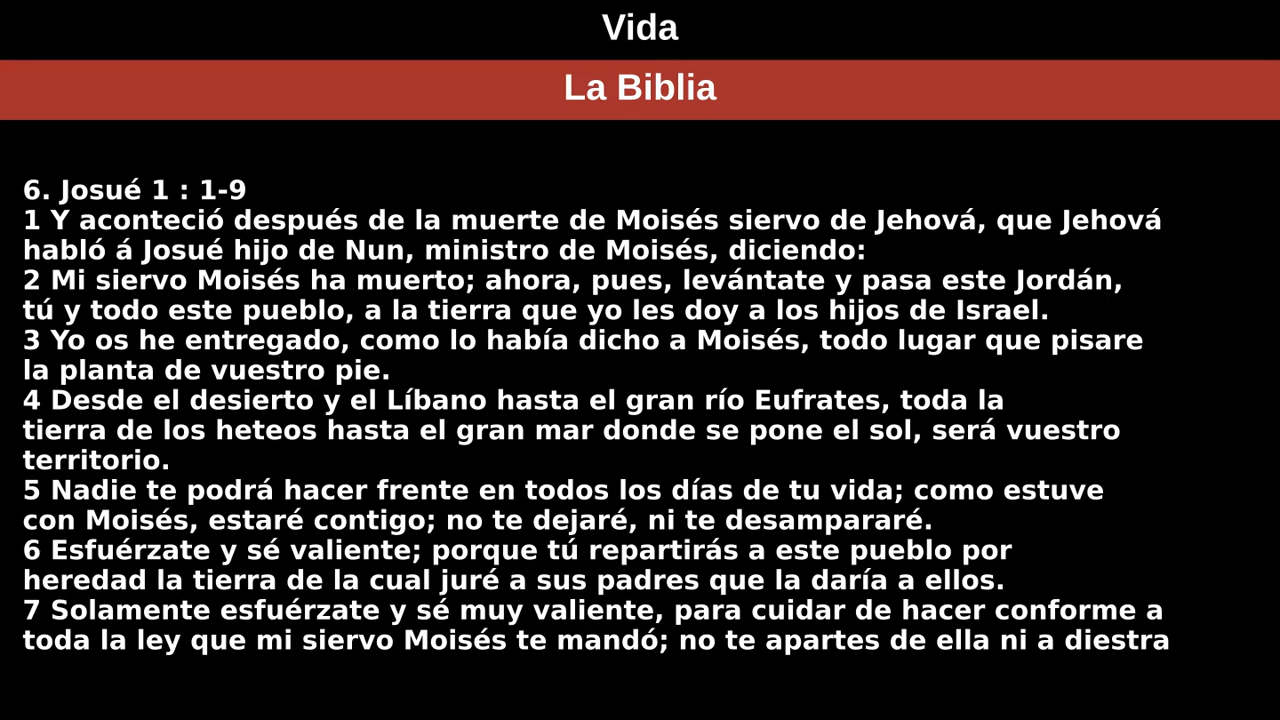 Vida
La Biblia
6. Josué 1 : 1-9
1 Y aconteció después de la muerte de Moisés siervo de Jehová, que Jehová
habló á Josué hijo de Nun, ministro de Moisés, diciendo:
2 Mi siervo Moisés ha muerto; ahora, pues, levántate y pasa este Jordán,
tú y todo este pueblo, a la tierra que yo les doy a los hijos de Israel.
3 Yo os he entregado, como lo había dicho a Moisés, todo lugar que pisare
la planta de vuestro pie.
4 Desde el desierto y el Líbano hasta el gran río Eufrates, toda la
tierra de los heteos hasta el gran mar donde se pone el sol, será vuestro
territorio.
5 Nadie te podrá hacer frente en todos los días de tu vida; como estuve
con Moisés, estaré contigo; no te dejaré, ni te desampararé.
6 Esfuérzate y sé valiente; porque tú repartirás a este pueblo por
heredad la tierra de la cual juré a sus padres que la daría a ellos.
7 Solamente esfuérzate y sé muy valiente, para cuidar de hacer conforme a
toda la ley que mi siervo Moisés te mandó; no te apartes de ella ni a diestra